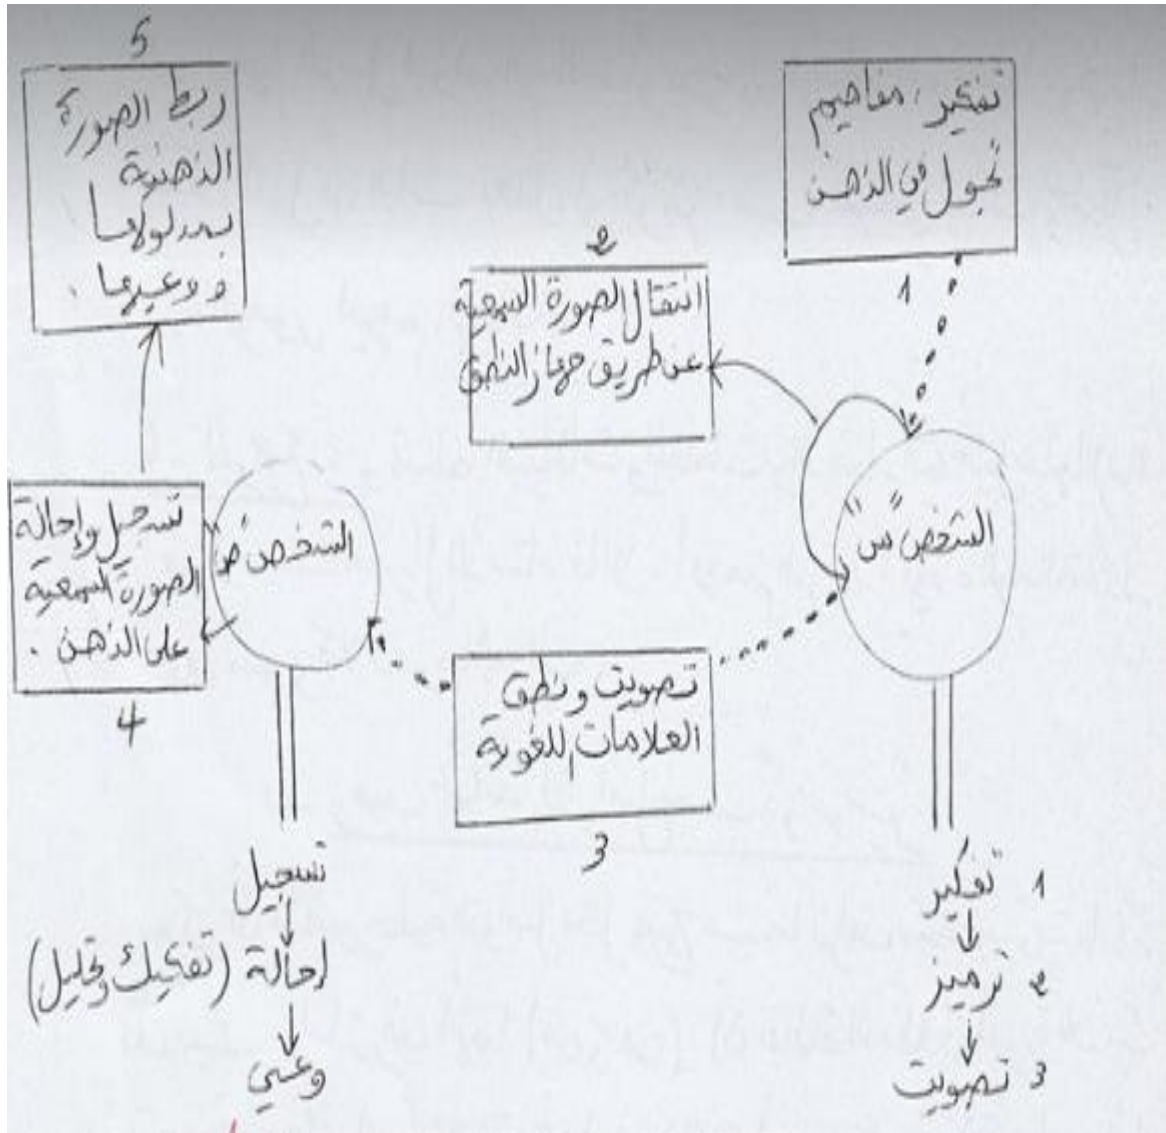 1
تفكير، مفاهيم
تجول في الذهن
2
انتقال الصورة السمعية
عن طريق جهاز النطق
الشخص "س"
3
تصويت ونطق
العلامات اللغوية
الشخص "ص"
4
تسجيل وإحالة
الصورة السمعية
على الذهن.
5
ربط الصورة
الذهنية
بمدلولاتها
ووعيها.
1 تفكير
2 ترميز
3 تصويت
تسجيل
إحالة (تفكيك وتحليل)
وعي